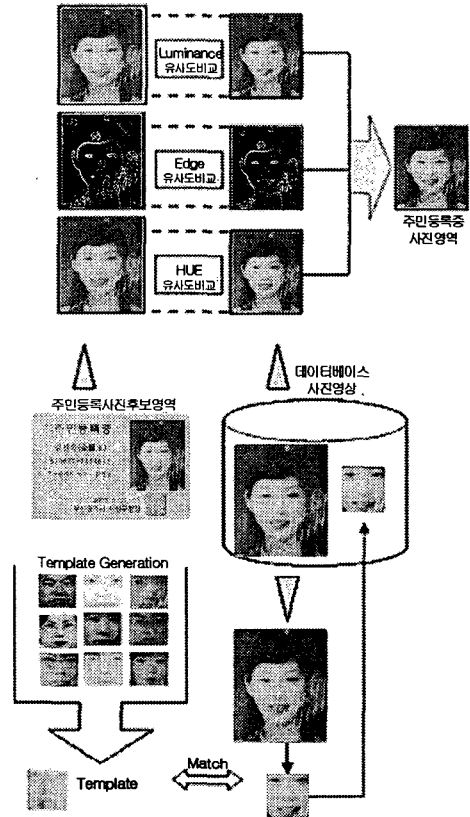 Luminance
유사도비교
Edge
유사도비교
HUE
유사도비교
주민등록증
사진영역
데이터베이스
사진영상
주민등록사진후보영역
주민등록증
Template Generation
Match
Template